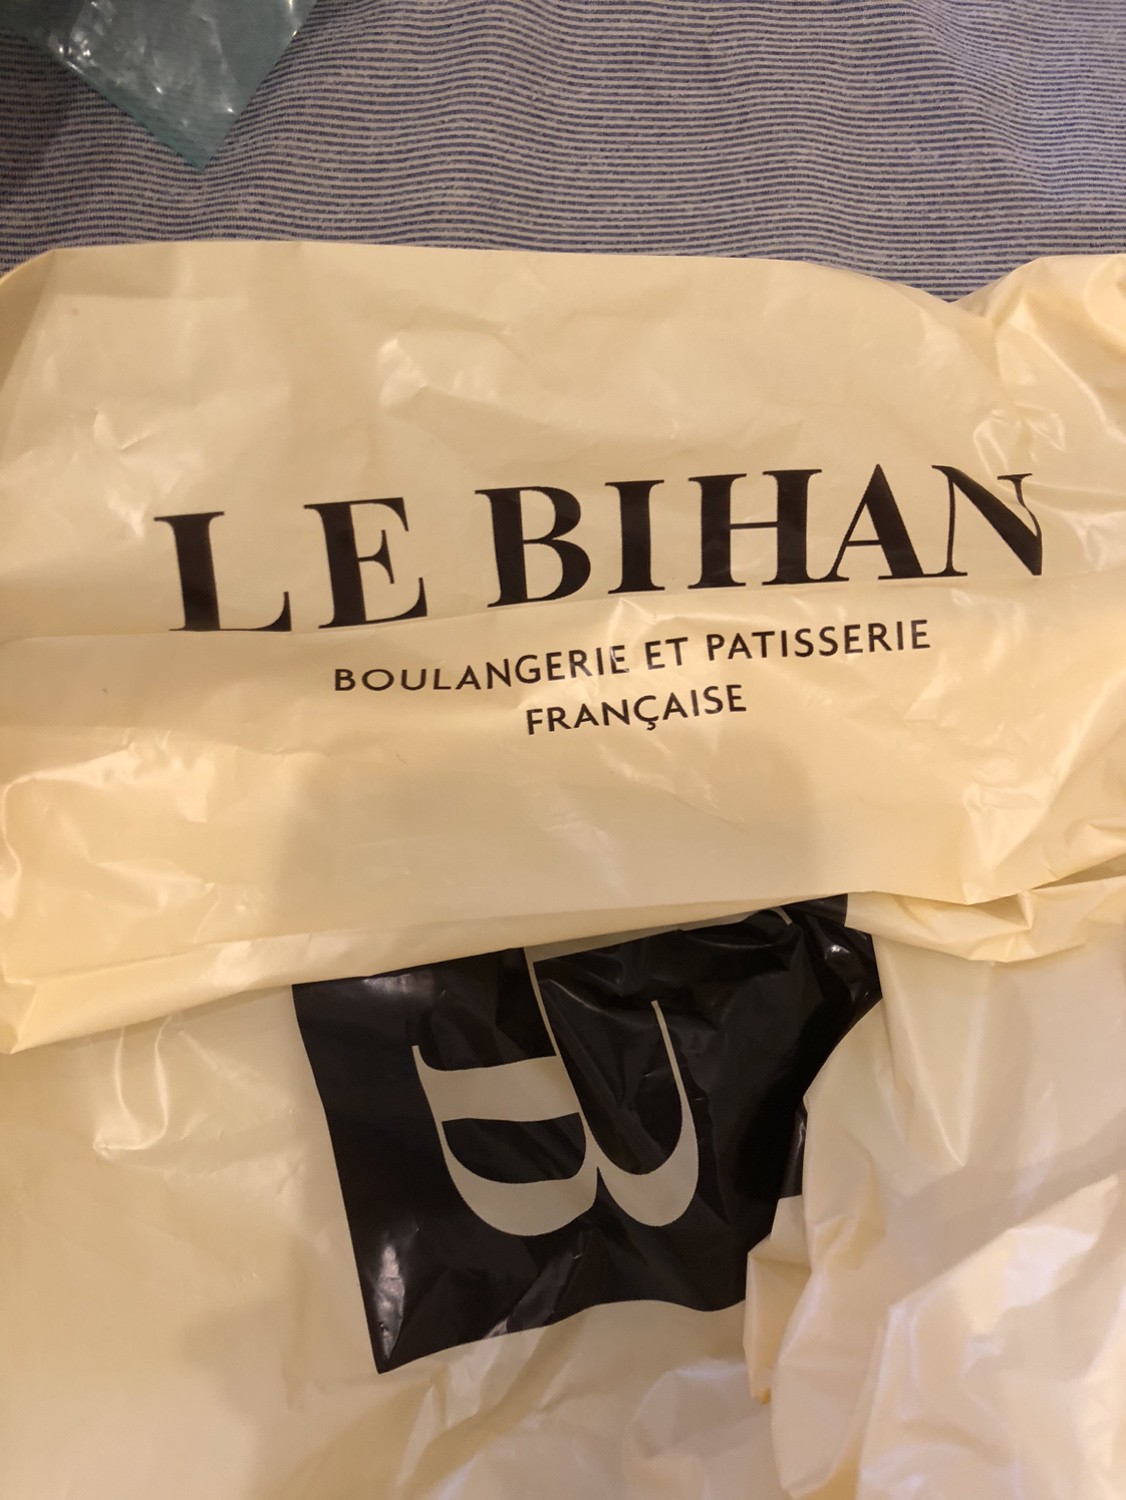 LE BIHAN
BOULANGERIE ET PATISSERIE
FRANÇAISE